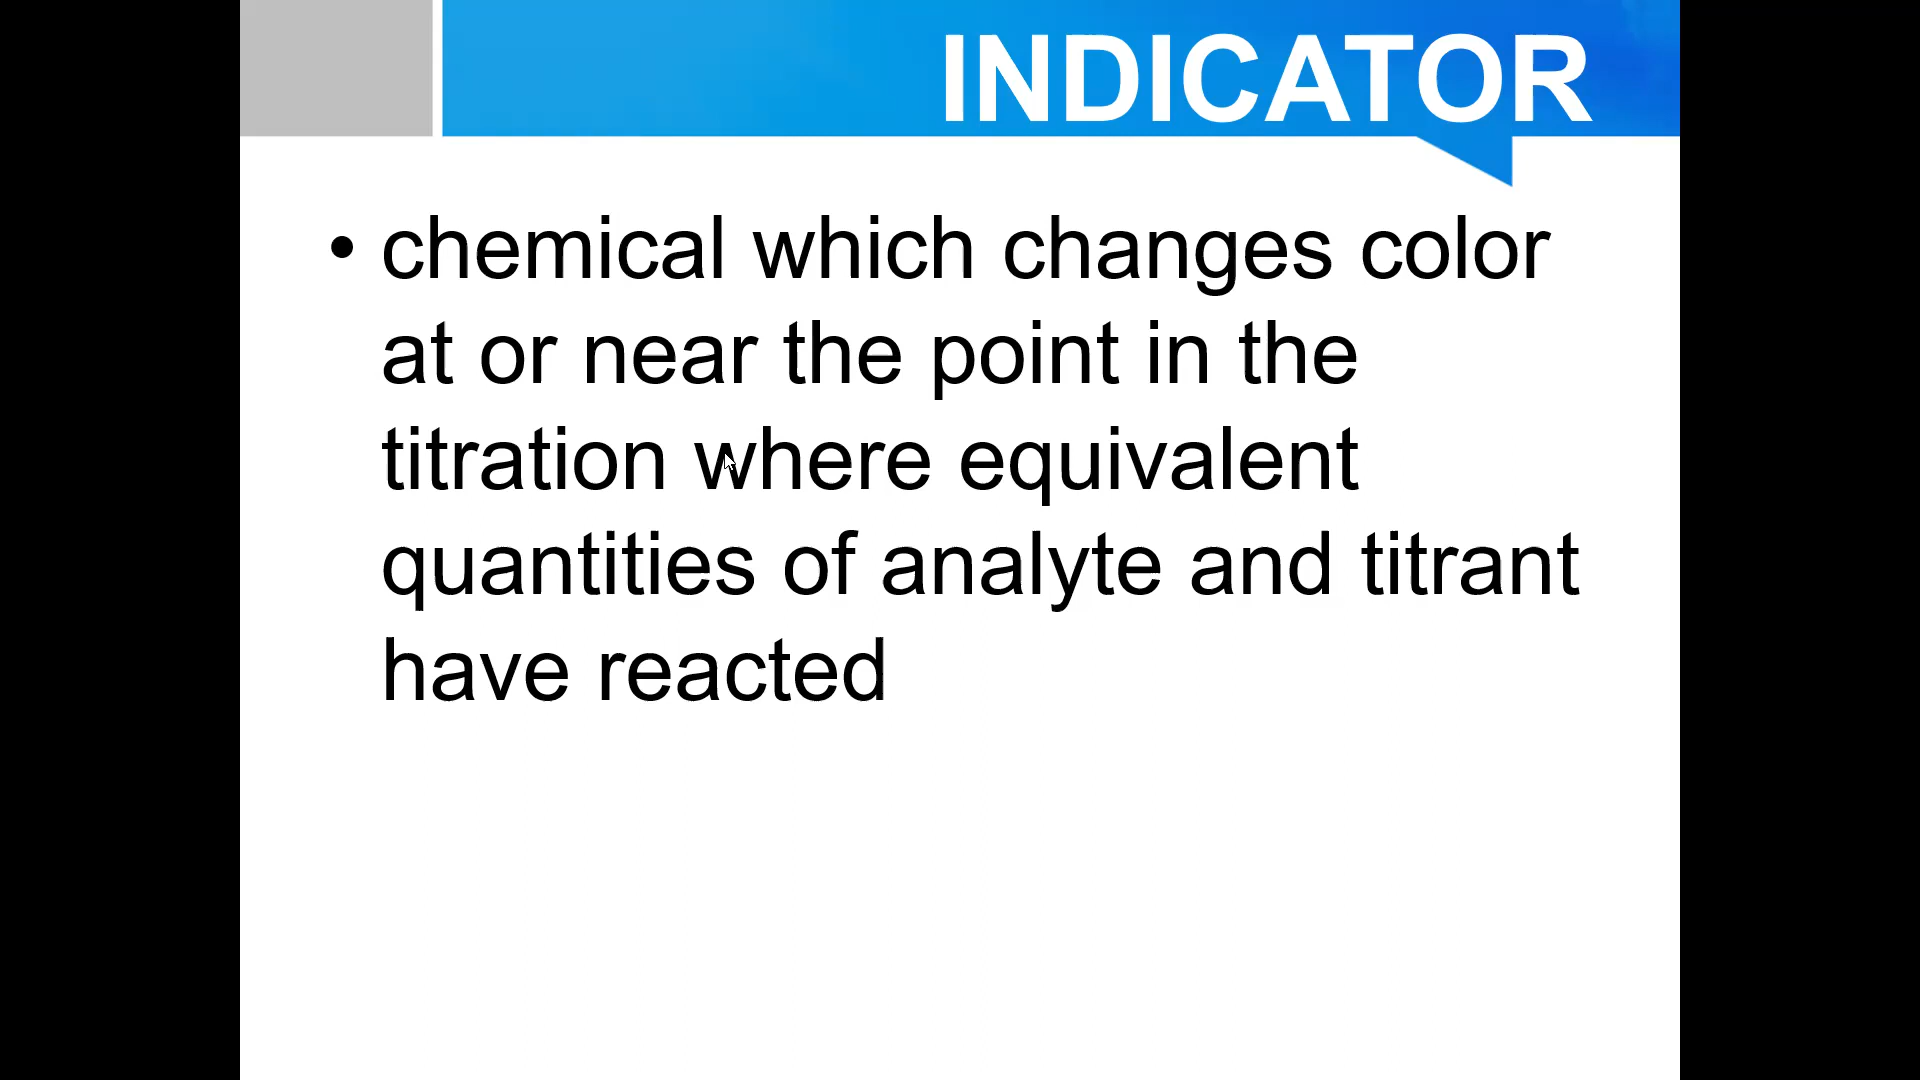 INDICATOR
• chemical which changes color
at or near the point in the
titration where equivalent
quantities of analyte and titrant
have reacted